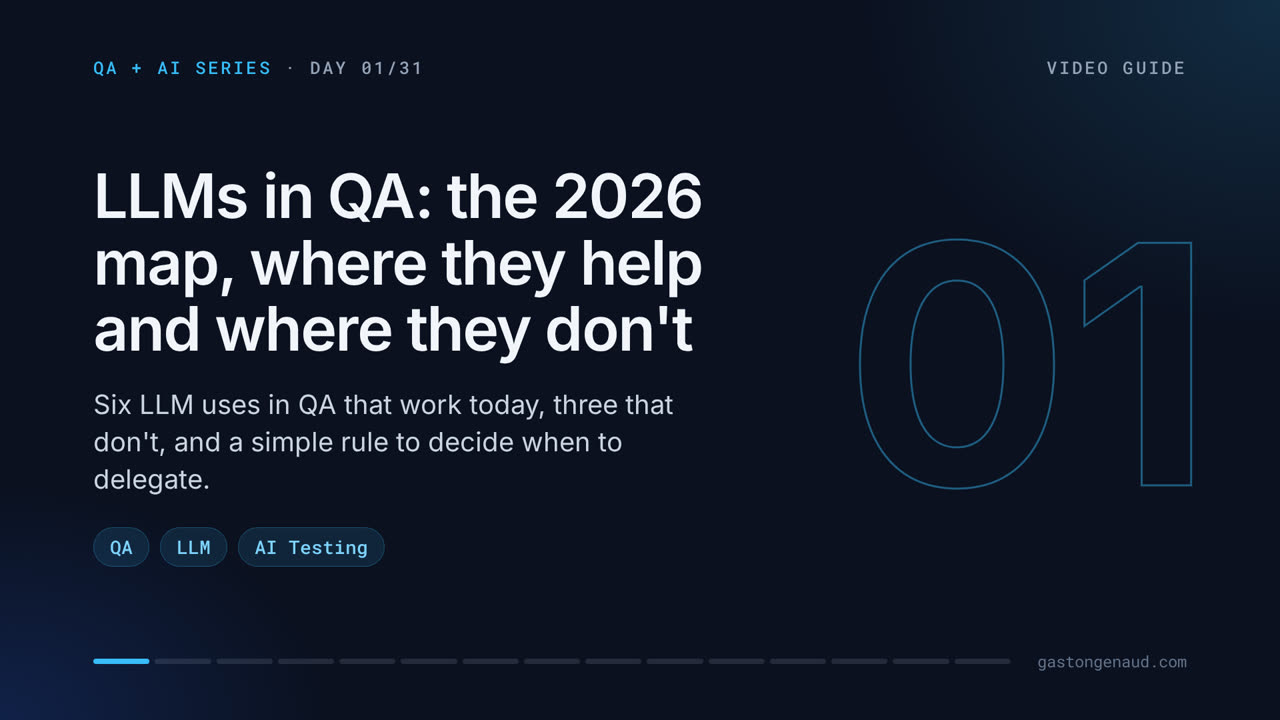 QA + AI SERIES · DAY 01/31
VIDEO GUIDE
LLMs in QA: the 2026
map, where they help
and where they don't
01
Six LLM uses in QA that work today, three that
don't, and a simple rule to decide when to
delegate.
QA
LLM
AI Testing
gastongenaud.com